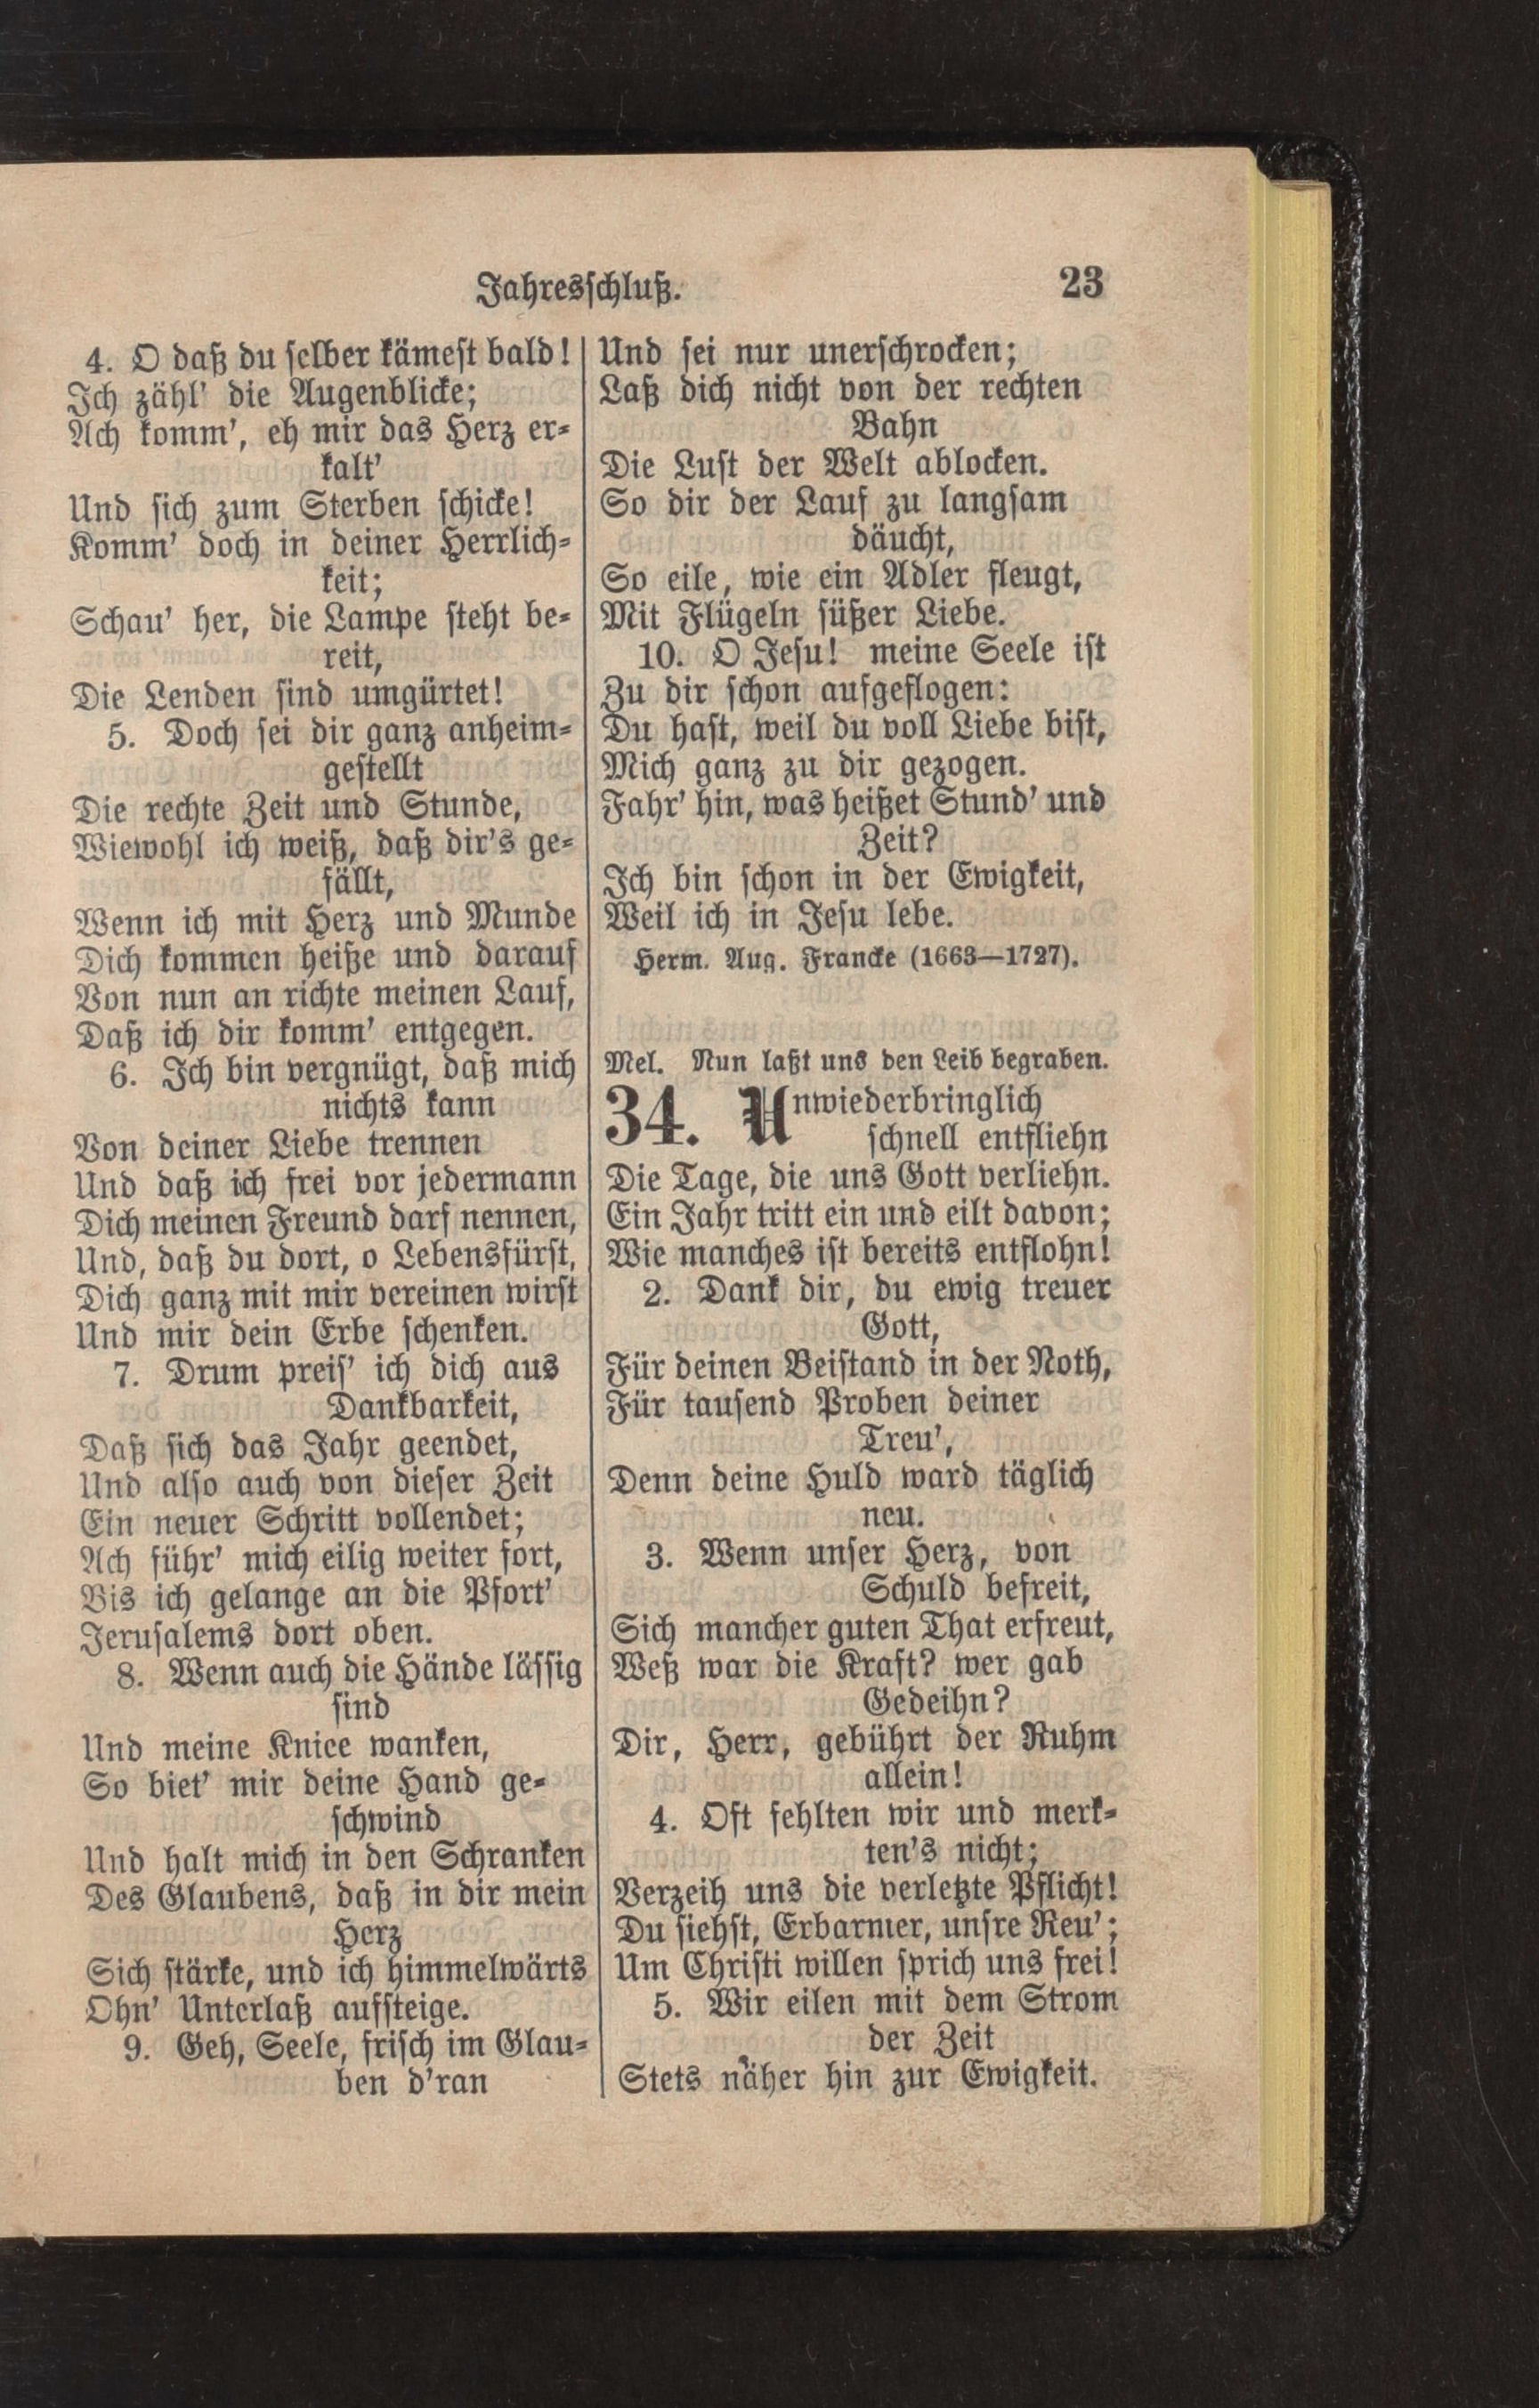 Jahresschluß. 23
4. O daß du selber kämest bald!
Ich zähl' die Augenblicke;
Ach komm', eh mir das Herz er-
kalt'
Und sich zum Sterben schicke!
Komm' doch in deiner Herrlich-
keit;
Schau' her, die Lampe steht be-
reit,
Die Lenden sind umgürtet!
5. Doch sei dir ganz anheim-
gestellt
Die rechte Zeit und Stunde,
Wiewohl ich weiß, daß dir's ge-
fällt,
Wenn ich mit Herz und Munde
Dich kommen heiße und darauf
Von nun an richte meinen Lauf,
Daß ich dir komm' entgegen.
6. Ich bin vergnügt, daß mich
nichts kann
Von deiner Liebe trennen
Und daß ich frei vor jedermann
Dich meinen Freund darf nennen,
Und, daß du dort, o Lebensfürst,
Dich ganz mit mir vereinen wirst
Und mir dein Erbe schenken.
7. Drum preis' ich dich aus
Dankbarkeit,
Daß sich das Jahr geendet,
Und also auch von dieser Zeit
Ein neuer Schritt vollendet;
Ach führ' mich eilig weiter fort,
Bis ich gelange an die Pfort'
Jerusalems dort oben.
8. Wenn auch die Hände lässig
sind
Und meine Kniee wanken,
So biet' mir deine Hand ge-
schwind
Und halt mich in den Schranken
Des Glaubens, daß in dir mein
Herz
Sich stärke, und ich himmelwärts
Ohn' Unterlaß aufsteige.
9. Geh, Seele, frisch im Glau-
ben d'ran
Und sei nur unerschrocken;
Laß dich nicht von der rechten
Bahn
Die Lust der Welt ablocken.
So dir der Lauf zu langsam
däucht,
So eile, wie ein Adler fleugt,
Mit Flügeln süßer Liebe.
10. O Jesu! meine Seele ist
Zu dir schon aufgeflogen:
Du hast, weil du voll Liebe bist,
Mich ganz zu dir gezogen.
Fahr' hin, was heißet Stund' und
Zeit?
Ich bin schon in der Ewigkeit,
Weil ich in Jesu lebe.
Herm. Aug. Francke (1663—1727).
Mel. Nun laßt uns den Leib begraben.
34. Unwiederbringlich
schnell entfliehn
Die Tage, die uns Gott verliehn.
Ein Jahr tritt ein und eilt davon;
Wie manches ist bereits entflohn!
2. Dank dir, du ewig treuer
Gott,
Für deinen Beistand in der Noth,
Für tausend Proben deiner
Treu',
Denn deine Huld ward täglich
neu.
3. Wenn unser Herz, von
Schuld befreit,
Sich mancher guten That erfreut,
Weß war die Kraft? wer gab
Gedeihn?
Dir, Herr, gebührt der Ruhm
allein!
4. Oft fehlten wir und merk-
ten's nicht;
Verzeih uns die verletzte Pflicht!
Du siehst, Erbarmer, unsre Reu';
Um Christi willen sprich uns frei!
5. Wir eilen mit dem Strom
der Zeit
Stets näher hin zur Ewigkeit.